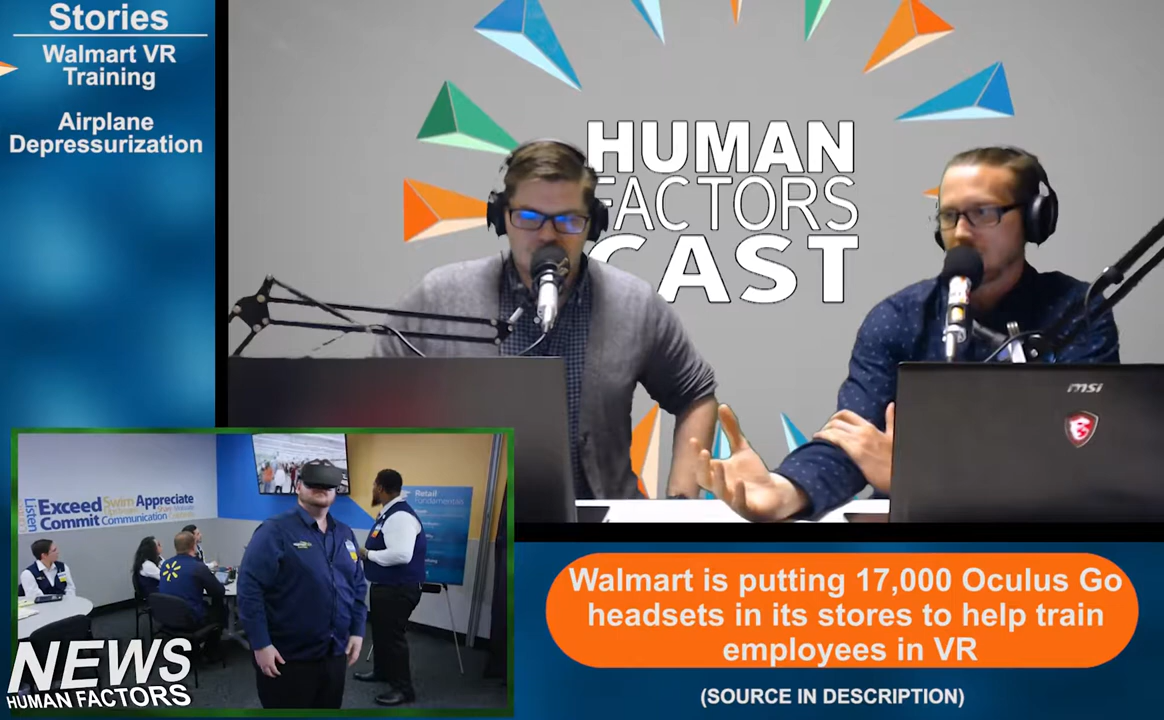 Stories
Walmart VR
Training
Airplane
Depressurization
HUMAN
FACTORS
CAST
msi
Exceed Swim Appreciate
Listen
Commit Communication
Retail
Fundamentals
NEWS
HUMAN FACTORS
Walmart is putting 17,000 Oculus Go
headsets in its stores to help train
employees in VR
(SOURCE IN DESCRIPTION)